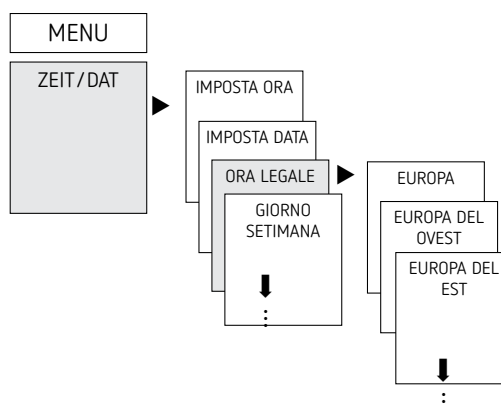 MENU
ZEIT/DAT
IMPOSTA ORA
IMPOSTA DATA
ORA LEGALE
GIORNO
SETIMANA
EUROPA
EUROPA DEL
OVEST
EUROPA DEL
EST